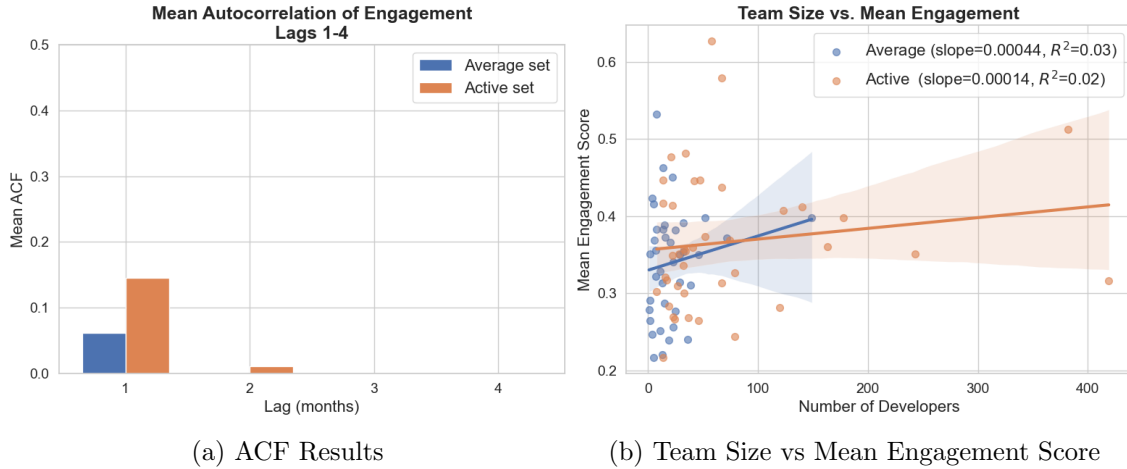 Mean Autocorrelation of Engagement
Lags 1-4
Average set
Active set
Mean ACF
0.5
0.4
0.3
0.2
0.1
0.0
1 2 3 4
Lag (months)
(a) ACF Results
Team Size vs. Mean Engagement
Average (slope=0.00044, R²=0.03)
Active (slope=0.00014, R²=0.02)
Mean Engagement Score
0.6
0.5
0.4
0.3
0.2
0 100 200 300 400
Number of Developers
(b) Team Size vs Mean Engagement Score